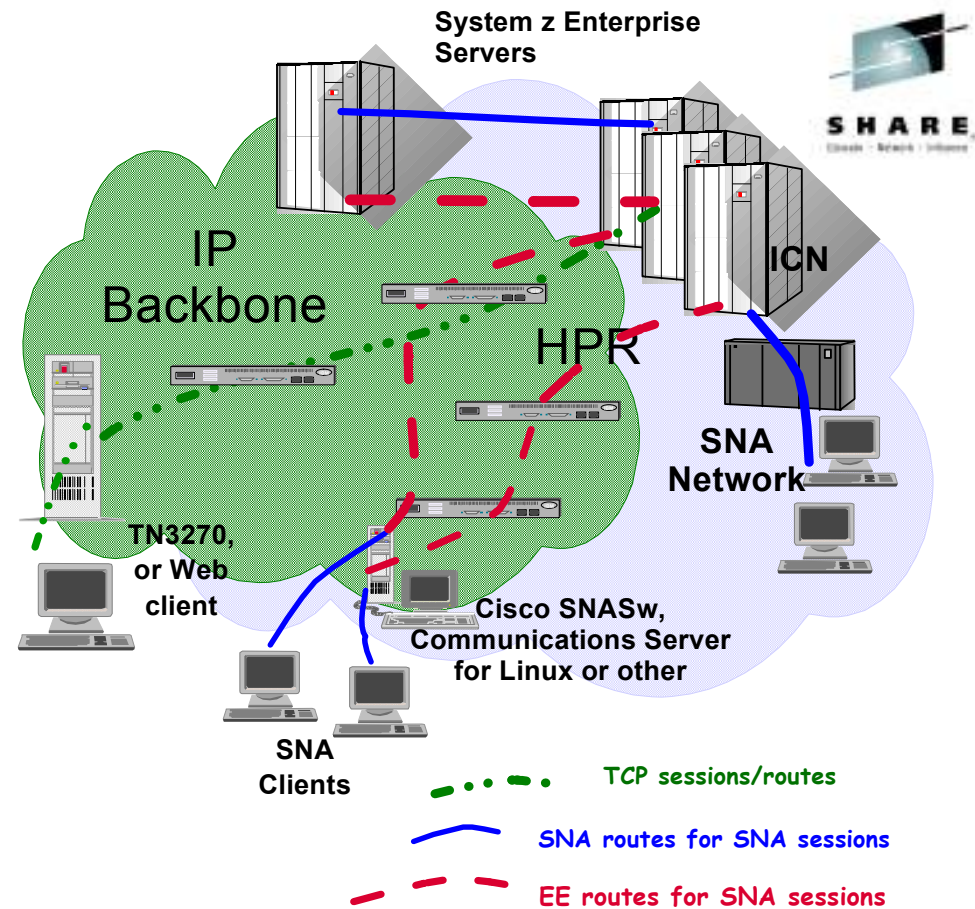 System z Enterprise
Servers
SHARE
IP
Backbone
ICN
HPR
SNA
Network
TN3270,
or Web
client
Cisco SNASw,
Communications Server
for Linux or other
SNA
Clients
TCP sessions/routes
SNA routes for SNA sessions
EE routes for SNA sessions